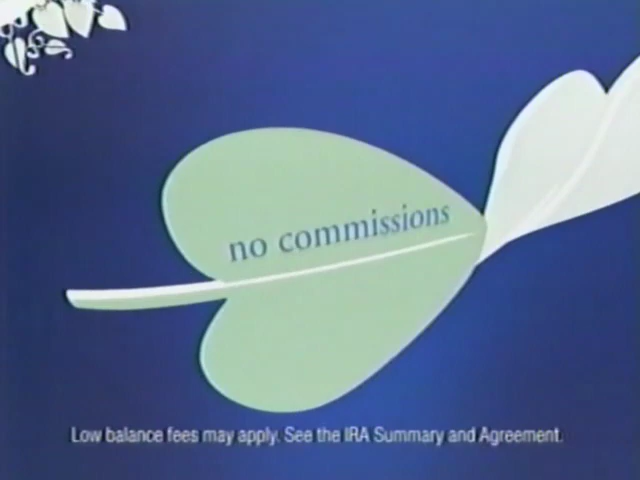 no commissions
Low balance fees may apply. See the IRA Summary and Agreement.